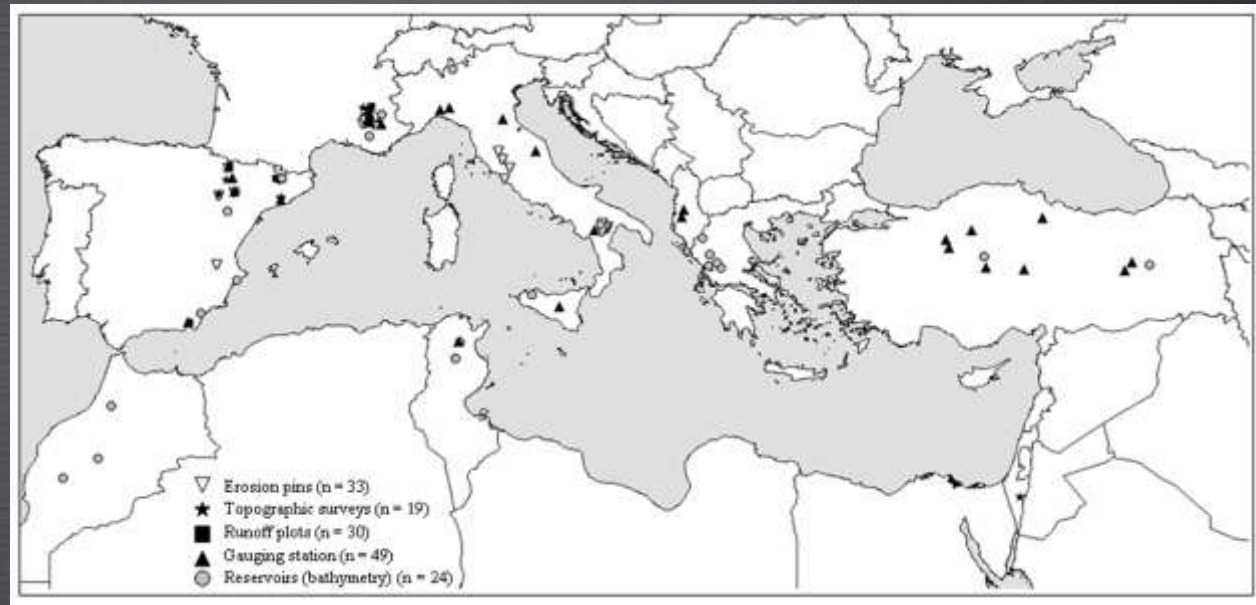 Erosion pins (n = 33)
Topographic surveys (n = 19)
Runoff plots (n = 30)
Gauging station (n = 49)
Reservoirs (bathymetry) (n = 24)